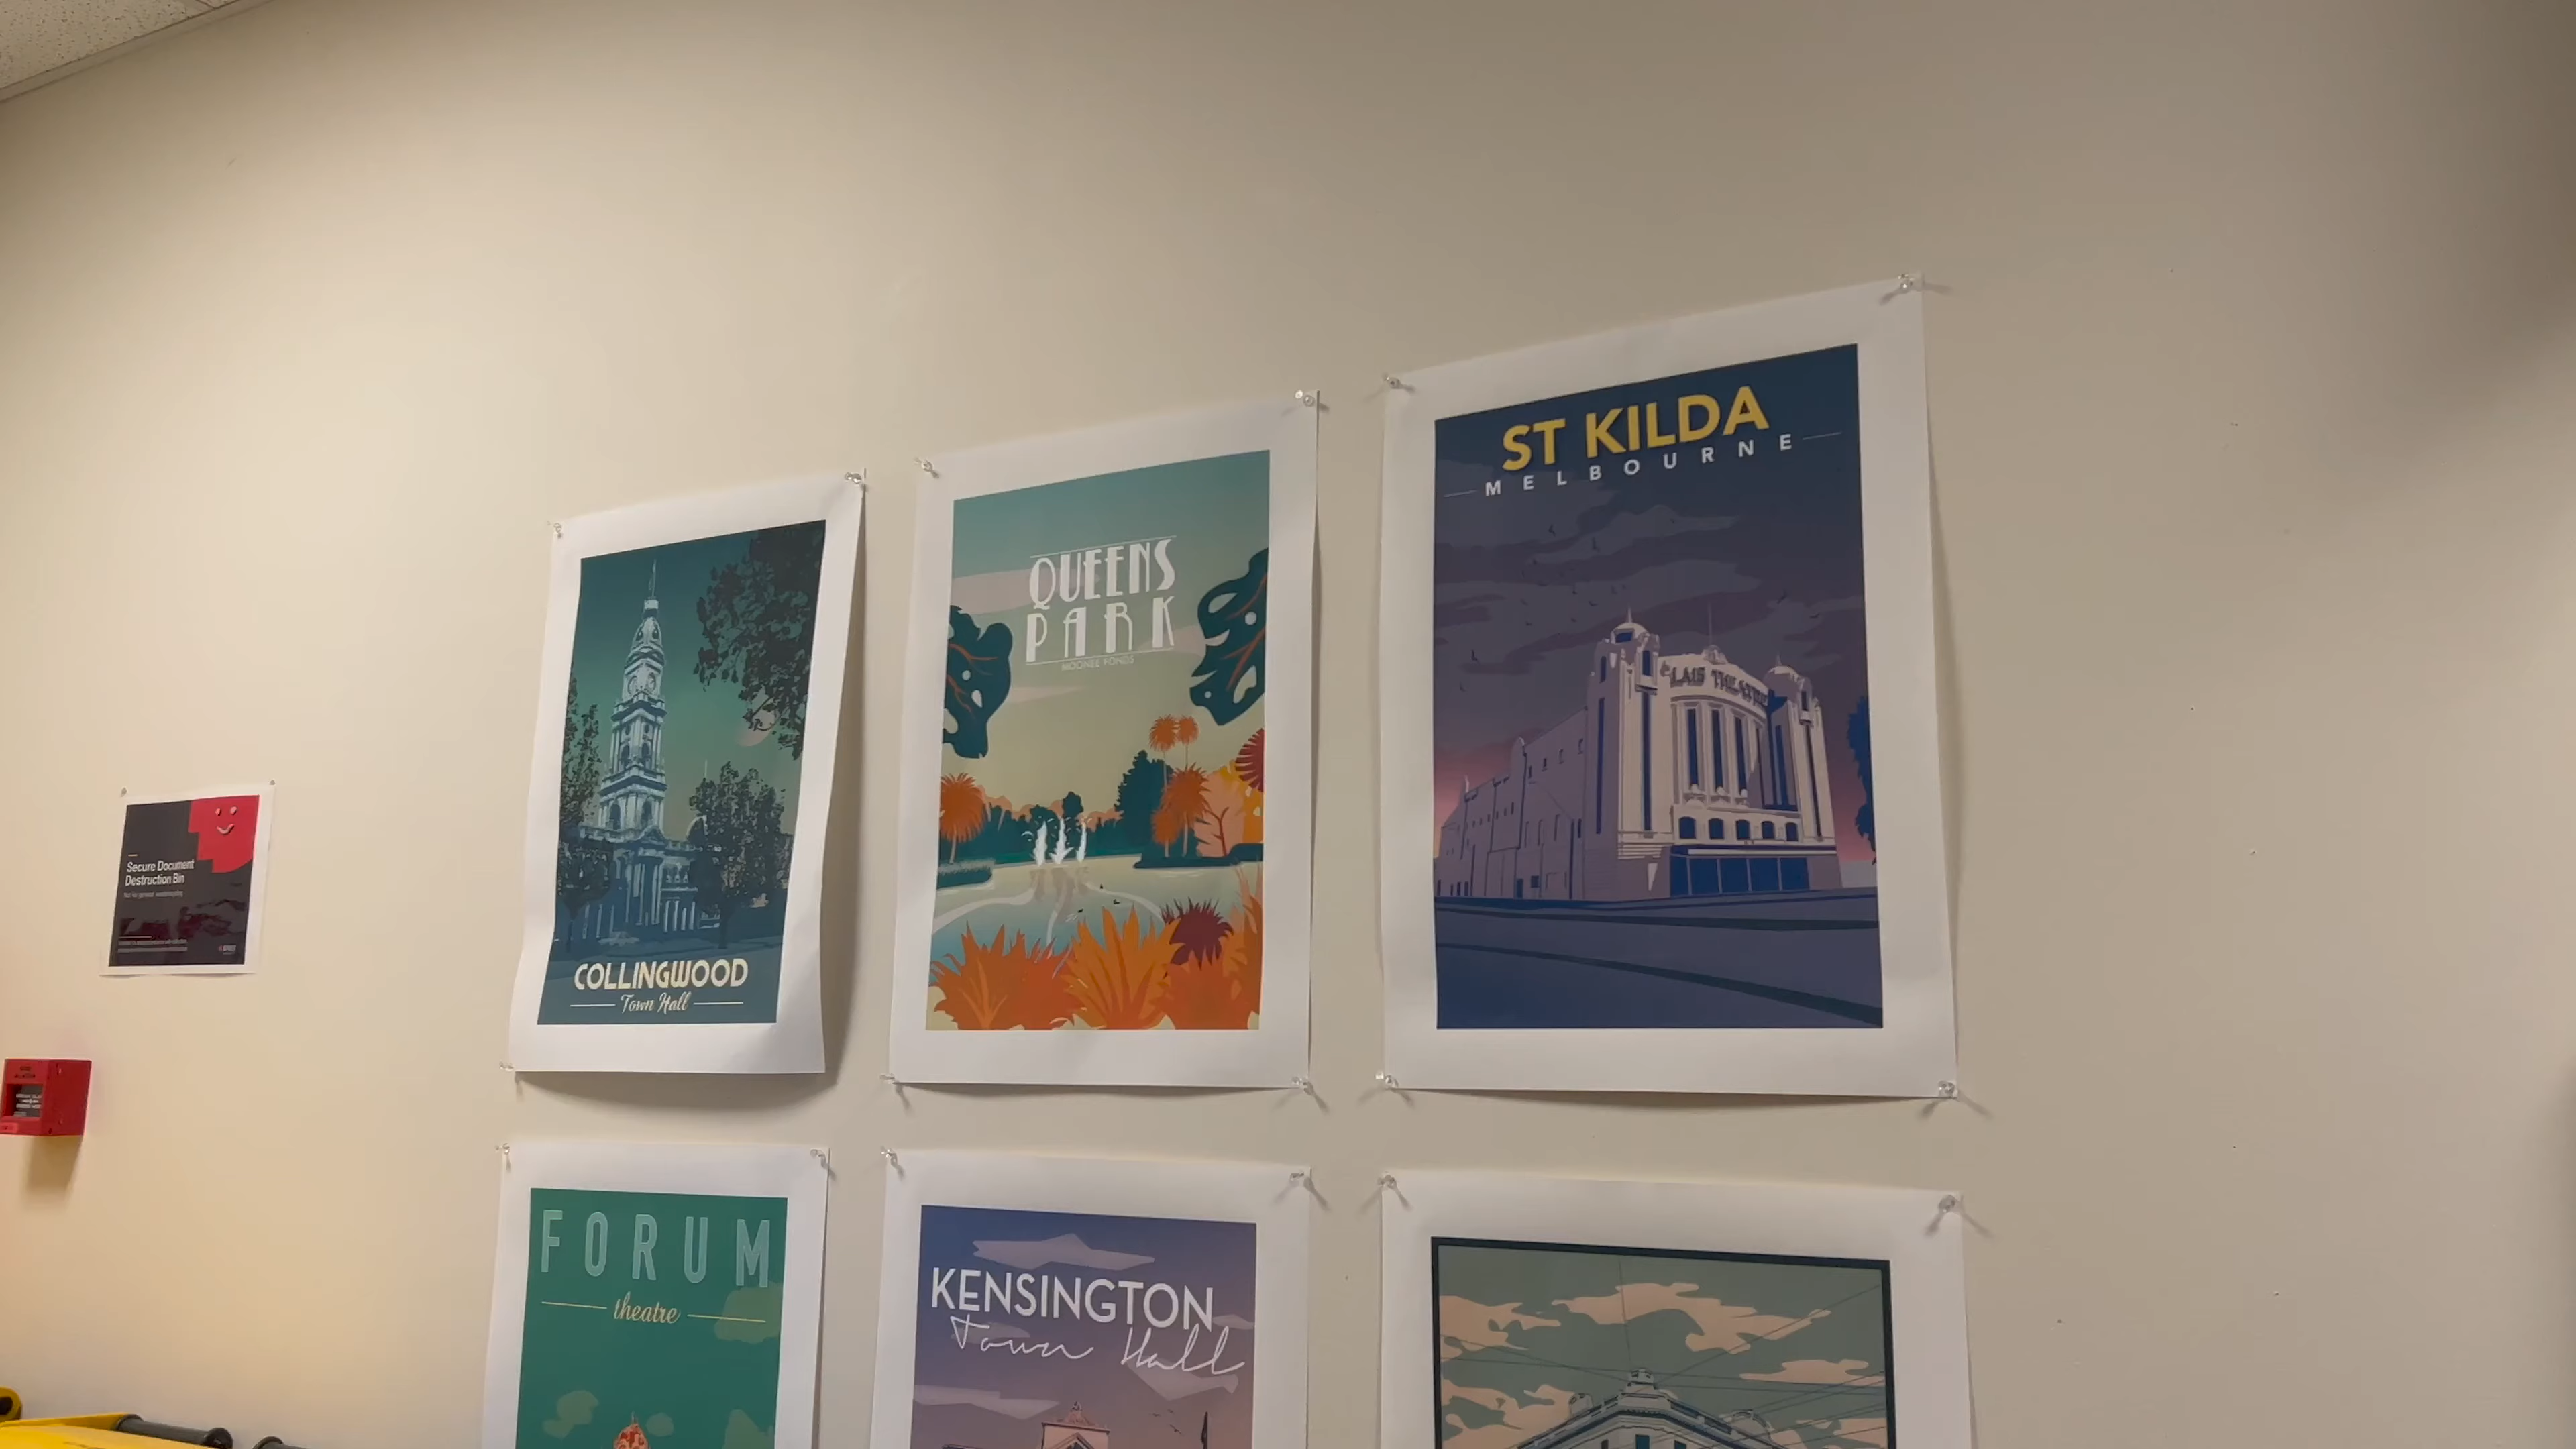 ST KILDA
MELBOURNE
QUEENS
PARK
MOONEE PONDS
COLLINGWOOD
Town Hall
Secure Document
Destruction Bin
FORUM
theatre
KENSINGTON
Town Hall